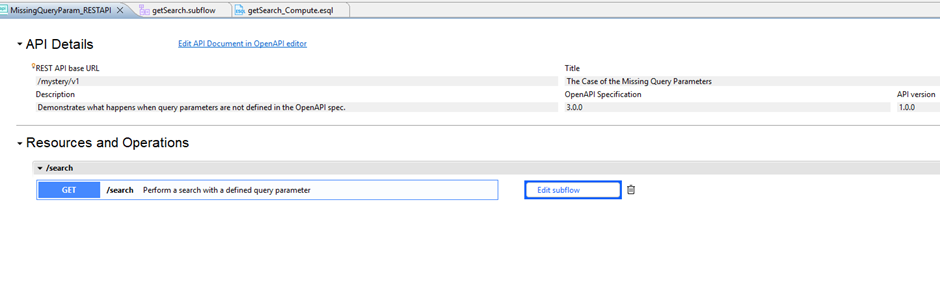 MissingQueryParam_RESTAPI getSearch.subflow getSearch_Compute.esql
API Details Edit API Document in OpenAPI editor
REST API base URL Title
/mystery/v1 The Case of the Missing Query Parameters
Description OpenAPI Specification API version
Demonstrates what happens when query parameters are not defined in the OpenAPI spec. 3.0.0 1.0.0
Resources and Operations
/search
GET /search Perform a search with a defined query parameter Edit subflow